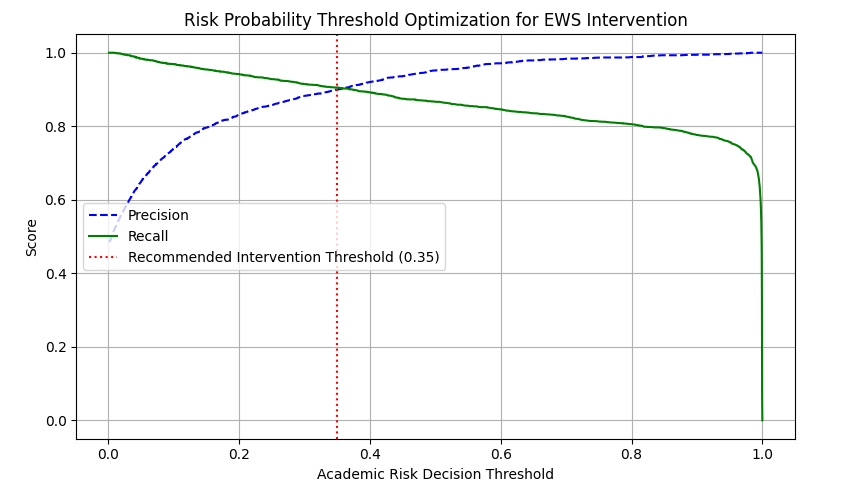 Risk Probability Threshold Optimization for EWS Intervention
Score
1.0
0.8
0.6
0.4
0.2
0.0
Precision
Recall
Recommended Intervention Threshold (0.35)
0.0 0.2 0.4 0.6 0.8 1.0
Academic Risk Decision Threshold